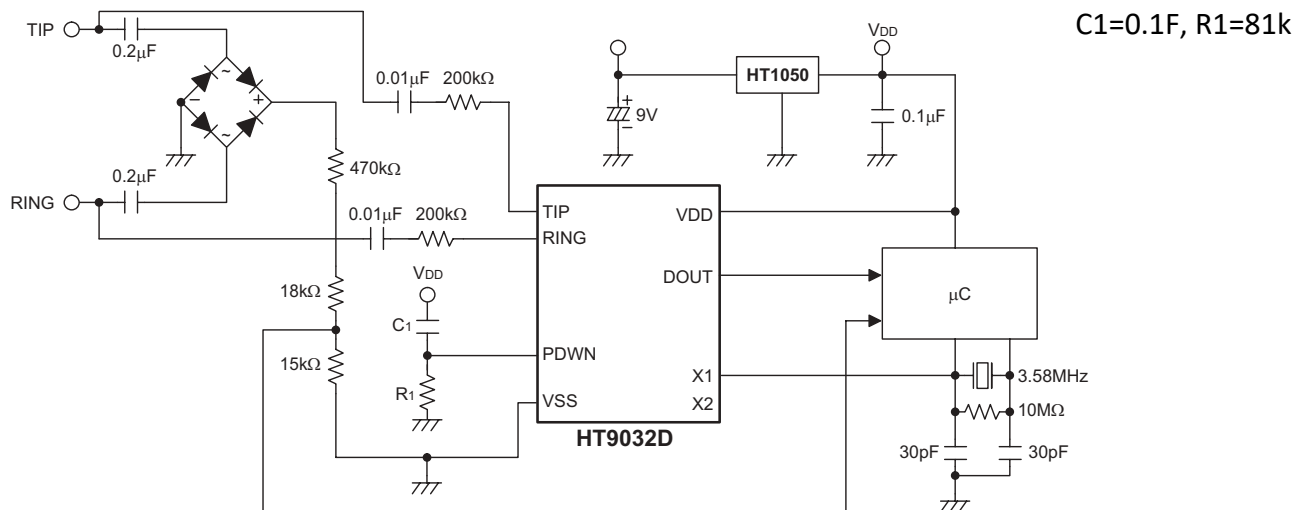 C1=0.1F, R1=81k
TIP
0.2μF
0.01μF 200kΩ
VDD
HT1050
9V
0.1μF
~
− +
~
470kΩ
0.2μF
RING
0.01μF 200kΩ
TIP
VDD
RING
VDD
DOUT
μC
18kΩ
C1
15kΩ
PDWN
X1
3.58MHz
R1
X2
10MΩ
VSS
HT9032D
30pF
30pF
+
−